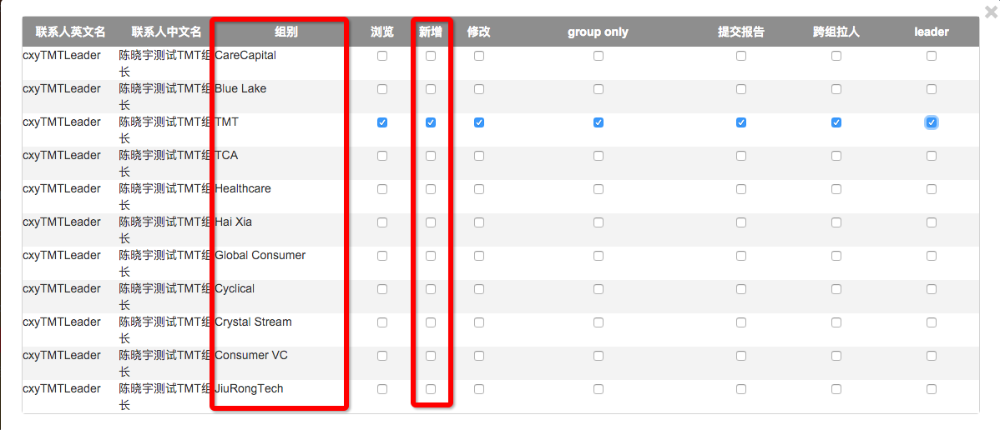 联系人英文名 联系人中文名 组别 浏览 新增 修改 group only 提交报告 跨组拉人 leader
cxyTMTLeader 陈晓宇测试TMT组 CareCapital
长
cxyTMTLeader 陈晓宇测试TMT组 Blue Lake
长
cxyTMTLeader 陈晓宇测试TMT组 TMT
长
cxyTMTLeader 陈晓宇测试TMT组 TCA
长
cxyTMTLeader 陈晓宇测试TMT组 Healthcare
长
cxyTMTLeader 陈晓宇测试TMT组 Hai Xia
长
cxyTMTLeader 陈晓宇测试TMT组 Global Consumer
长
cxyTMTLeader 陈晓宇测试TMT组 Cyclical
长
cxyTMTLeader 陈晓宇测试TMT组 Crystal Stream
长
cxyTMTLeader 陈晓宇测试TMT组 Consumer VC
长
cxyTMTLeader 陈晓宇测试TMT组 JiuRongTech
长